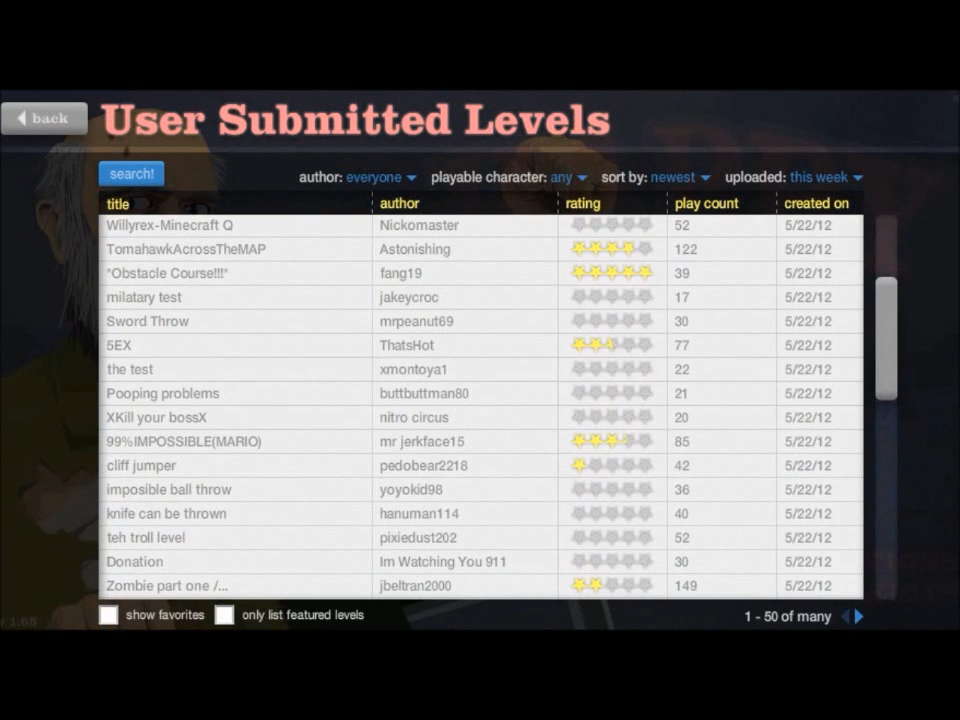 back
User Submitted Levels
search!
author: everyone playable character: any sort by: newest uploaded: this week
title author rating play count created on
Willyrex-Minecraft Q Nickomaster 52 5/22/12
TomahawkAcrossTheMAP Astonishing 122 5/22/12
*Obstacle Course!!!* fang19 39 5/22/12
milatary test jakeycroc 17 5/22/12
Sword Throw mrpeanut69 30 5/22/12
5EX ThatsHot 77 5/22/12
the test xmontoya1 22 5/22/12
Pooping problems buttbuttman80 21 5/22/12
XKill your bossX nitro circus 20 5/22/12
99%IMPOSSIBLE(MARIO) mr jerkface15 85 5/22/12
cliff jumper pedobear2218 42 5/22/12
imposible ball throw yoyokid98 36 5/22/12
knife can be thrown hanuman114 40 5/22/12
teh troll level pixiedust202 52 5/22/12
Donation Im Watching You 911 30 5/22/12
Zombie part one /... jbeltran2000 149 5/22/12
show favorites only list featured levels 1 - 50 of many
r 1.65